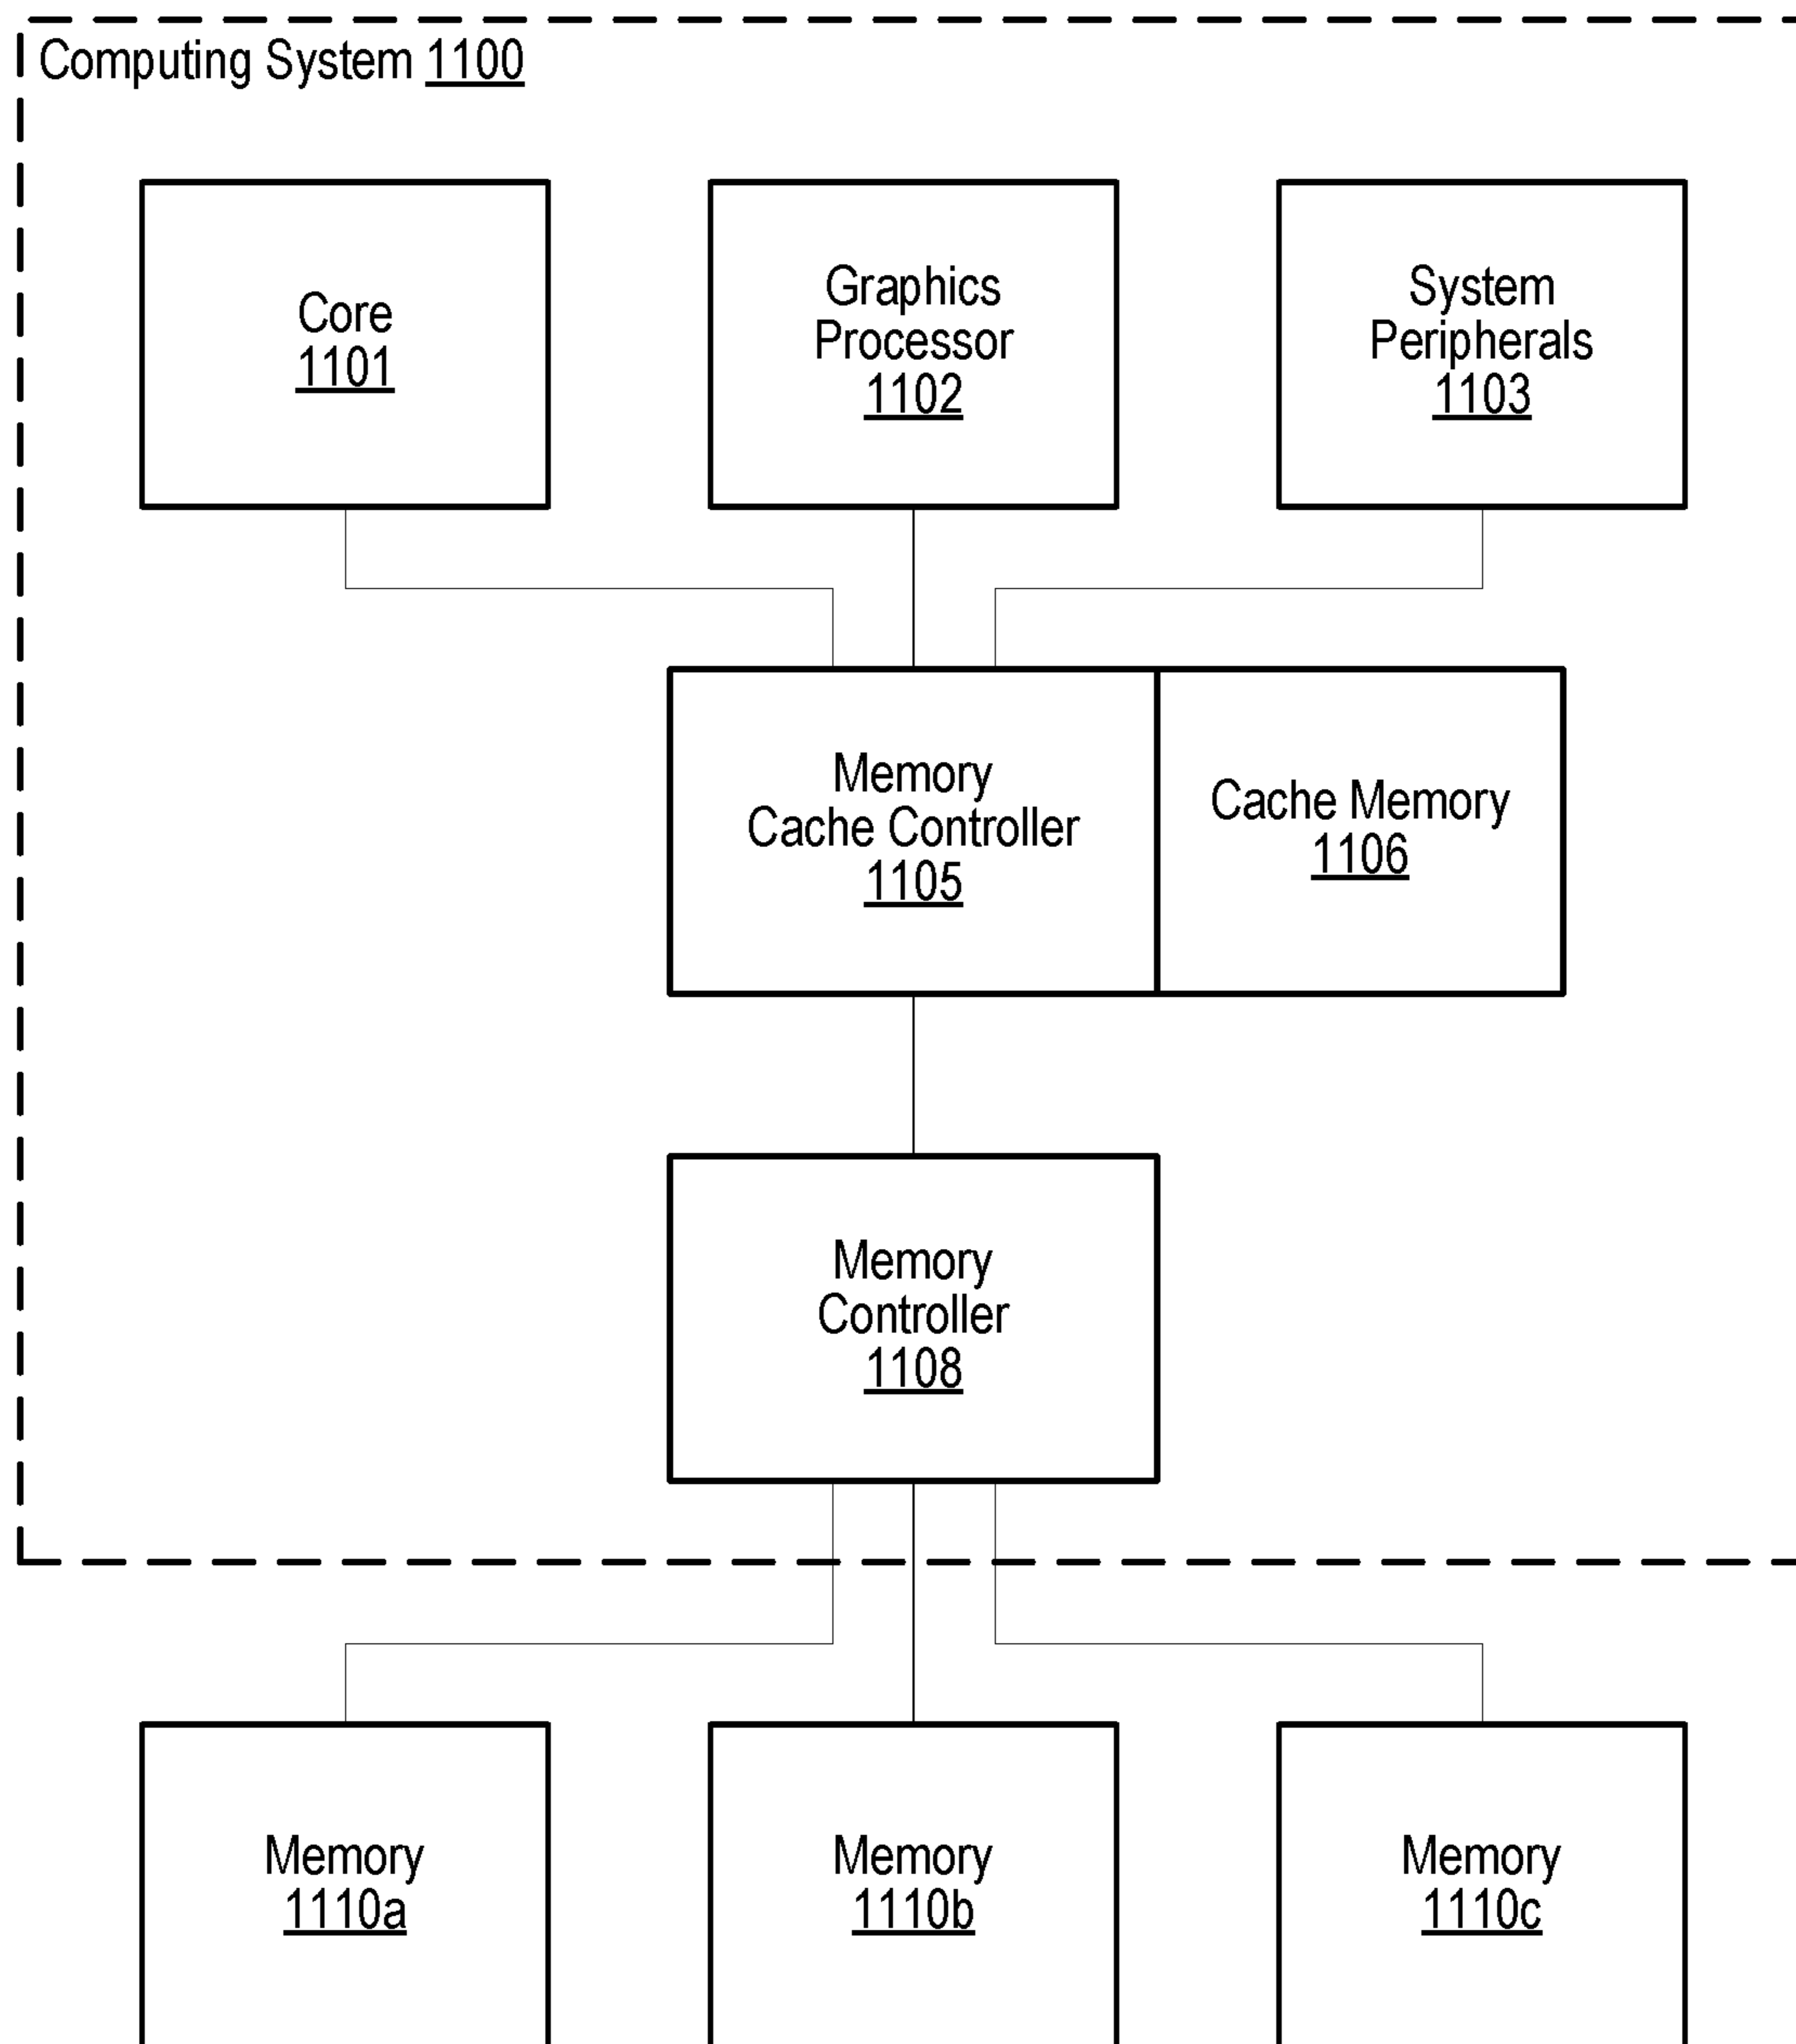 Computing System 1100
Core
1101
Graphics
Processor
1102
System
Peripherals
1103
Memory
Cache Controller
1105
Cache Memory
1106
Memory
Controller
1108
Memory
1110a
Memory
1110b
Memory
1110c